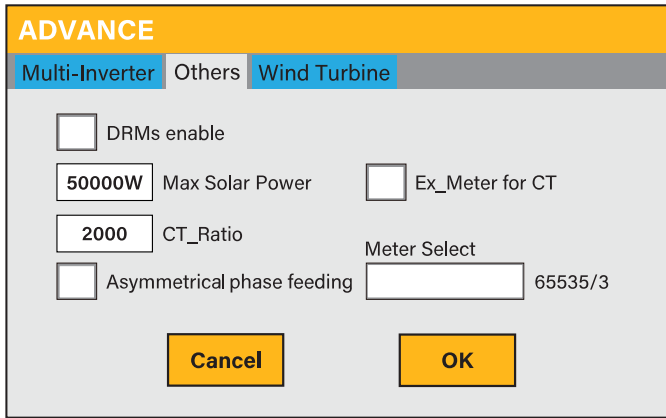 ADVANCE
Multi-Inverter Others Wind Turbine
DRMs enable
50000W Max Solar Power Ex_Meter for CT
2000 CT_Ratio
Meter Select
Asymmetrical phase feeding 65535/3
Cancel OK